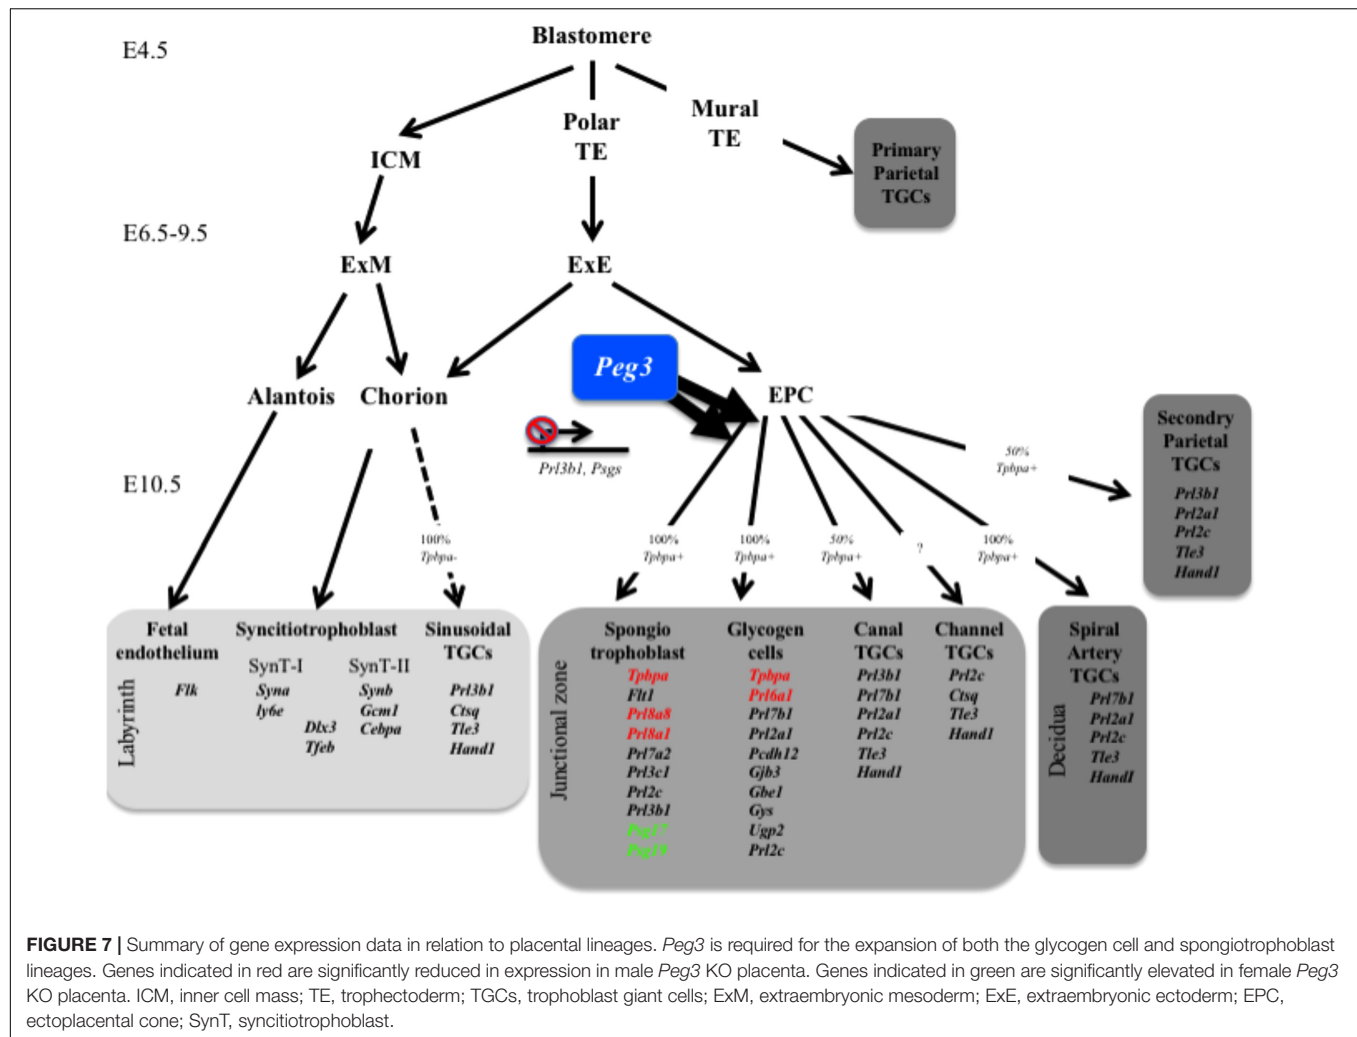 Blastomere
E4.5
Mural
TE
Polar
TE
ICM
Primary
Parietal
TGCs
E6.5-9.5
ExM
ExE
Peg3
Alantois
Chorion
EPC
Prl3b1, Psgs
E10.5
50%
Tpbpa+
Secondry
Parietal
TGCs
Prl3b1
Prl2a1
Prl2c
Tle3
Hand1
100%
Tpbpa-
100%
Tpbpa+
100%
Tpbpa+
50%
Tpbpa+
?
100%
Tpbpa+
Labyrinth
Fetal
endothelium
Flk
Syncitiotrophoblast
SynT-I
Syna
ly6e
SynT-II
Synb
Gcm1
Cebpa
Dlx3
Tfeb
Sinusoidal
TGCs
Prl3b1
Ctsq
Tle3
Hand1
Junctional zone
Spongio
trophoblast
Tpbpa
Flt1
Prl8a8
Prl8a1
Prl7a2
Prl3c1
Prl2c
Prl3b1
Psg17
Psg19
Glycogen
cells
Tpbpa
Prl6a1
Prl7b1
Prl2a1
Pcdh12
Gjb3
Gbe1
Gys
Ugp2
Prl2c
Canal
TGCs
Prl3b1
Prl7b1
Prl2a1
Prl2c
Tle3
Hand1
Channel
TGCs
Prl2c
Ctsq
Tle3
Hand1
Decidua
Spiral
Artery
TGCs
Prl7b1
Prl2a1
Prl2c
Tle3
Hand1
FIGURE 7 | Summary of gene expression data in relation to placental lineages. Peg3 is required for the expansion of both the glycogen cell and spongiotrophoblast
lineages. Genes indicated in red are significantly reduced in expression in male Peg3 KO placenta. Genes indicated in green are significantly elevated in female Peg3
KO placenta. ICM, inner cell mass; TE, trophectoderm; TGCs, trophoblast giant cells; ExM, extraembryonic mesoderm; ExE, extraembryonic ectoderm; EPC,
ectoplacental cone; SynT, syncitiotrophoblast.